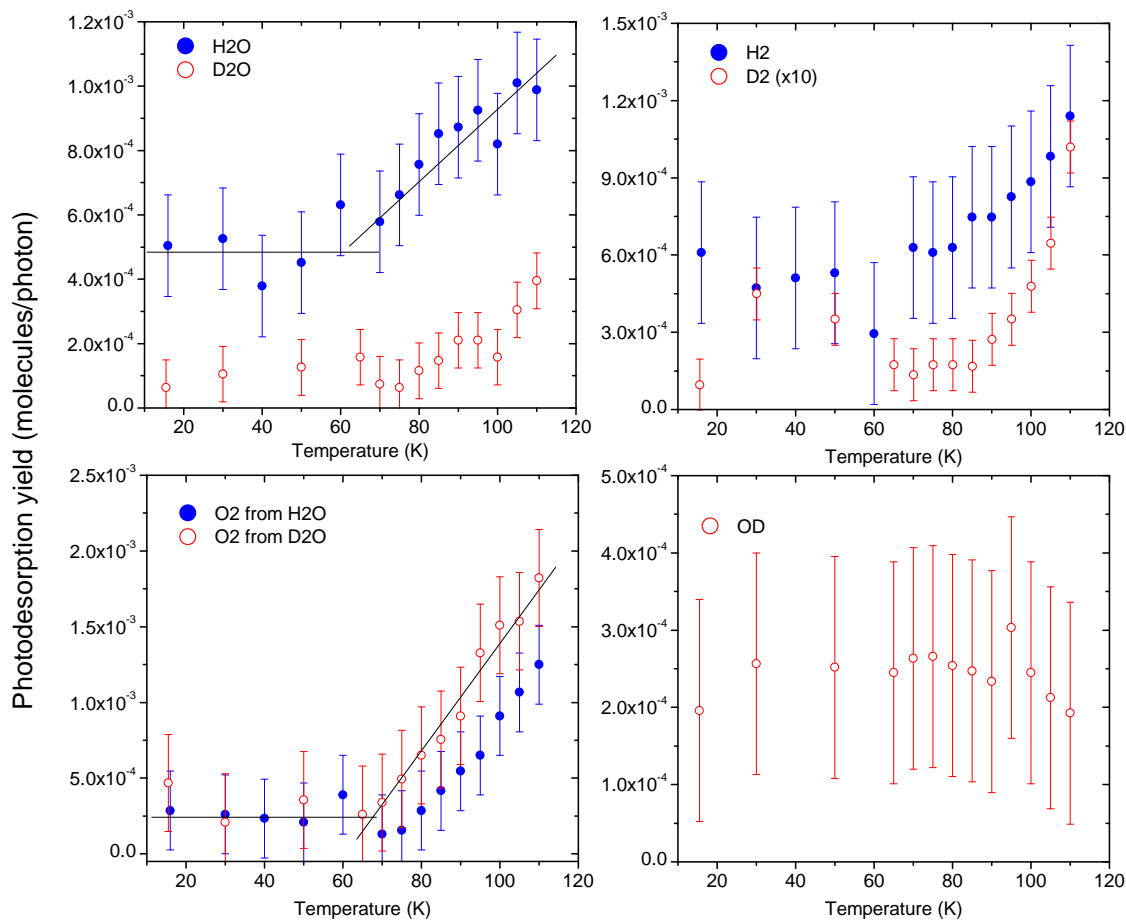 Photodesorption yield (molecules/photon)
1.2x10⁻³
1.0x10⁻³
8.0x10⁻⁴
6.0x10⁻⁴
4.0x10⁻⁴
2.0x10⁻⁴
0.0
H2O
D2O
20 40 60 80 100 120
Temperature (K)
1.5x10⁻³
1.2x10⁻³
9.0x10⁻⁴
6.0x10⁻⁴
3.0x10⁻⁴
0.0
H2
D2 (x10)
20 40 60 80 100 120
Temperature (K)
2.5x10⁻³
2.0x10⁻³
1.5x10⁻³
1.0x10⁻³
5.0x10⁻⁴
0.0
O2 from H2O
O2 from D2O
20 40 60 80 100 120
Temperature (K)
5.0x10⁻⁴
4.0x10⁻⁴
3.0x10⁻⁴
2.0x10⁻⁴
1.0x10⁻⁴
0.0
OD
20 40 60 80 100 120
Temperature (K)